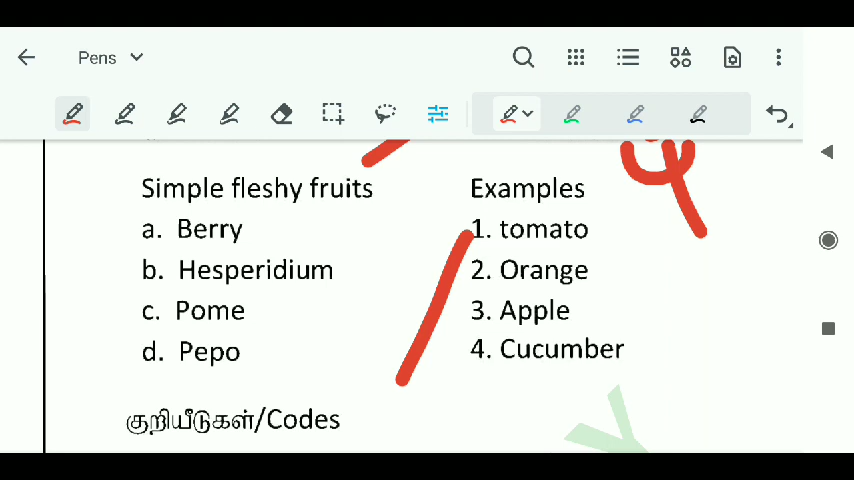 Pens
Simple fleshy fruits Examples
a. Berry 1. tomato
b. Hesperidium 2. Orange
c. Pome 3. Apple
d. Pepo 4. Cucumber
குறியீடுகள்/Codes